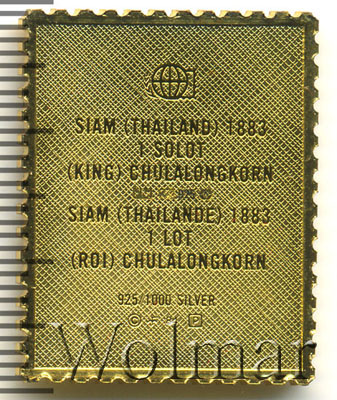 SIAM (THAILAND) 1883
1 SOLOT
(KING) CHULALONGKORN
SIAM (THAILANDE) 1883
1 LOT
(ROI) CHULALONGKORN
925/1000 SILVER
Wolmar